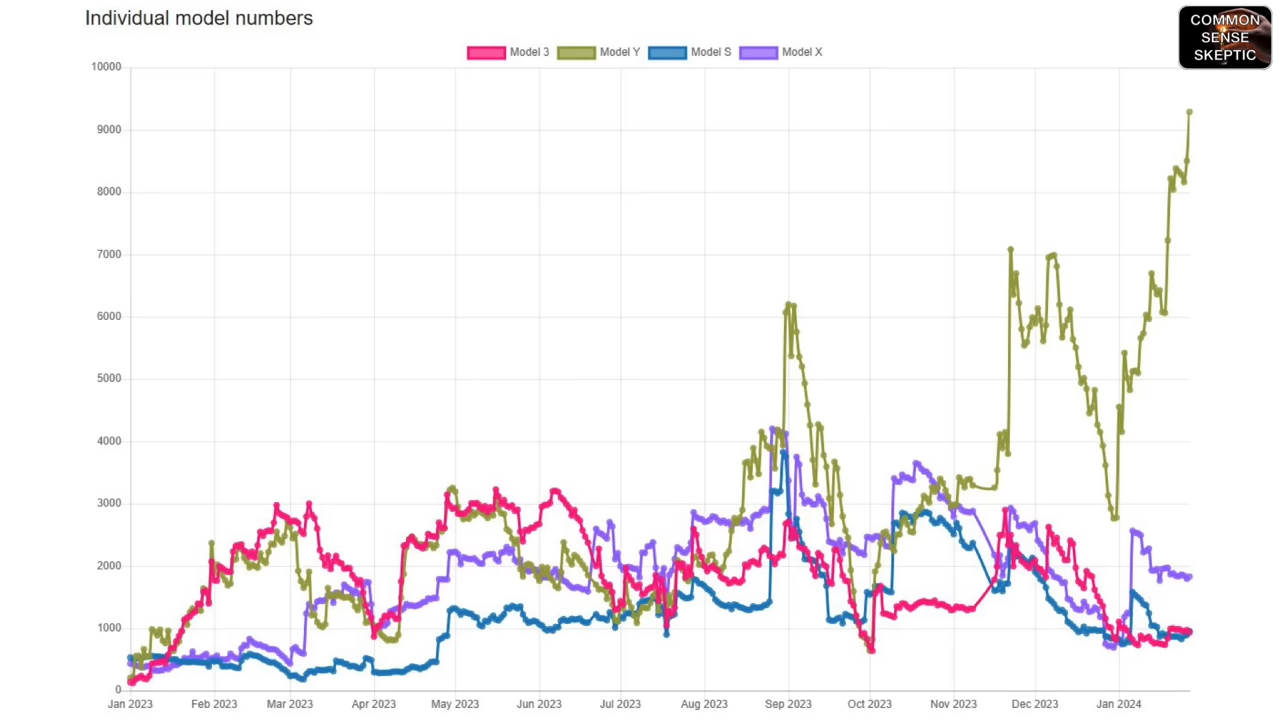 Individual model numbers
COMMON
SENSE
SKEPTIC
Model 3 Model Y Model S Model X
10000
9000
8000
7000
6000
5000
4000
3000
2000
1000
0
Jan 2023 Feb 2023 Mar 2023 Apr 2023 May 2023 Jun 2023 Jul 2023 Aug 2023 Sep 2023 Oct 2023 Nov 2023 Dec 2023 Jan 2024